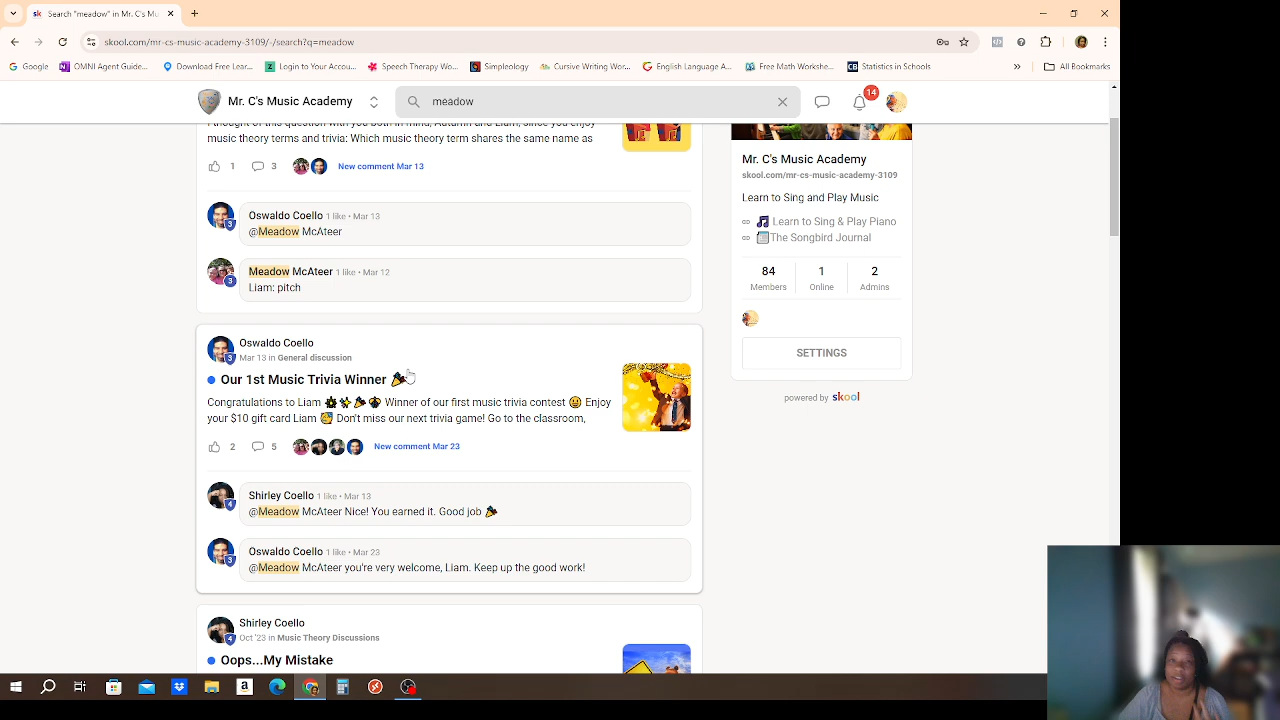 Search "meadow" in Mr. C's Mu
skool.com/mr-cs-music-academy-3109/-/search?q=meadow
Google
OMNI Agent Guide...
Download Free Lear...
Login to Your Accou...
Speech Therapy Wo...
Simpleology
Cursive Writing Wor...
English Language A...
Free Math Workshe...
Statistics in Schools
»
All Bookmarks
Mr. C's Music Academy
meadow
14
music theory terms and trivia: Which music theory term shares the same name as
1
3
New comment Mar 13
3
Oswaldo Coello 1 like • Mar 13
@Meadow McAteer
3
Meadow McAteer 1 like • Mar 12
Liam: pitch
3
Oswaldo Coello
Mar 13 in General discussion
Our 1st Music Trivia Winner 🎉
Congratulations to Liam Winner of our first music trivia contest 😃 Enjoy
your $10 gift card Liam 🥳 Don't miss our next trivia game! Go to the classroom,
2
5
New comment Mar 23
4
Shirley Coello 1 like • Mar 13
@Meadow McAteer Nice! You earned it. Good job 🎉
3
Oswaldo Coello 1 like • Mar 23
@Meadow McAteer you're very welcome, Liam. Keep up the good work!
4
Shirley Coello
Oct '23 in Music Theory Discussions
Oops...My Mistake
Mr. C's Music Academy
skool.com/mr-cs-music-academy-3109
Learn to Sing and Play Music
🎵 Learn to Sing & Play Piano
The Songbird Journal
84
Members
1
Online
2
Admins
SETTINGS
powered by skool